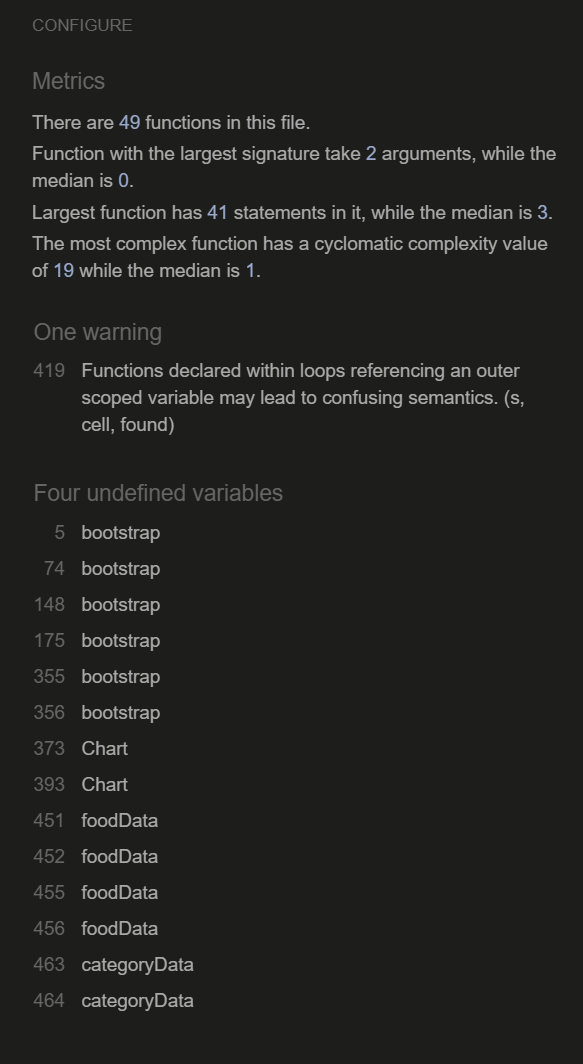 CONFIGURE
Metrics
There are 49 functions in this file.
Function with the largest signature take 2 arguments, while the
median is 0.
Largest function has 41 statements in it, while the median is 3.
The most complex function has a cyclomatic complexity value
of 19 while the median is 1.
One warning
419 Functions declared within loops referencing an outer
scoped variable may lead to confusing semantics. (s,
cell, found)
Four undefined variables
5 bootstrap
74 bootstrap
148 bootstrap
175 bootstrap
355 bootstrap
356 bootstrap
373 Chart
393 Chart
451 foodData
452 foodData
455 foodData
456 foodData
463 categoryData
464 categoryData